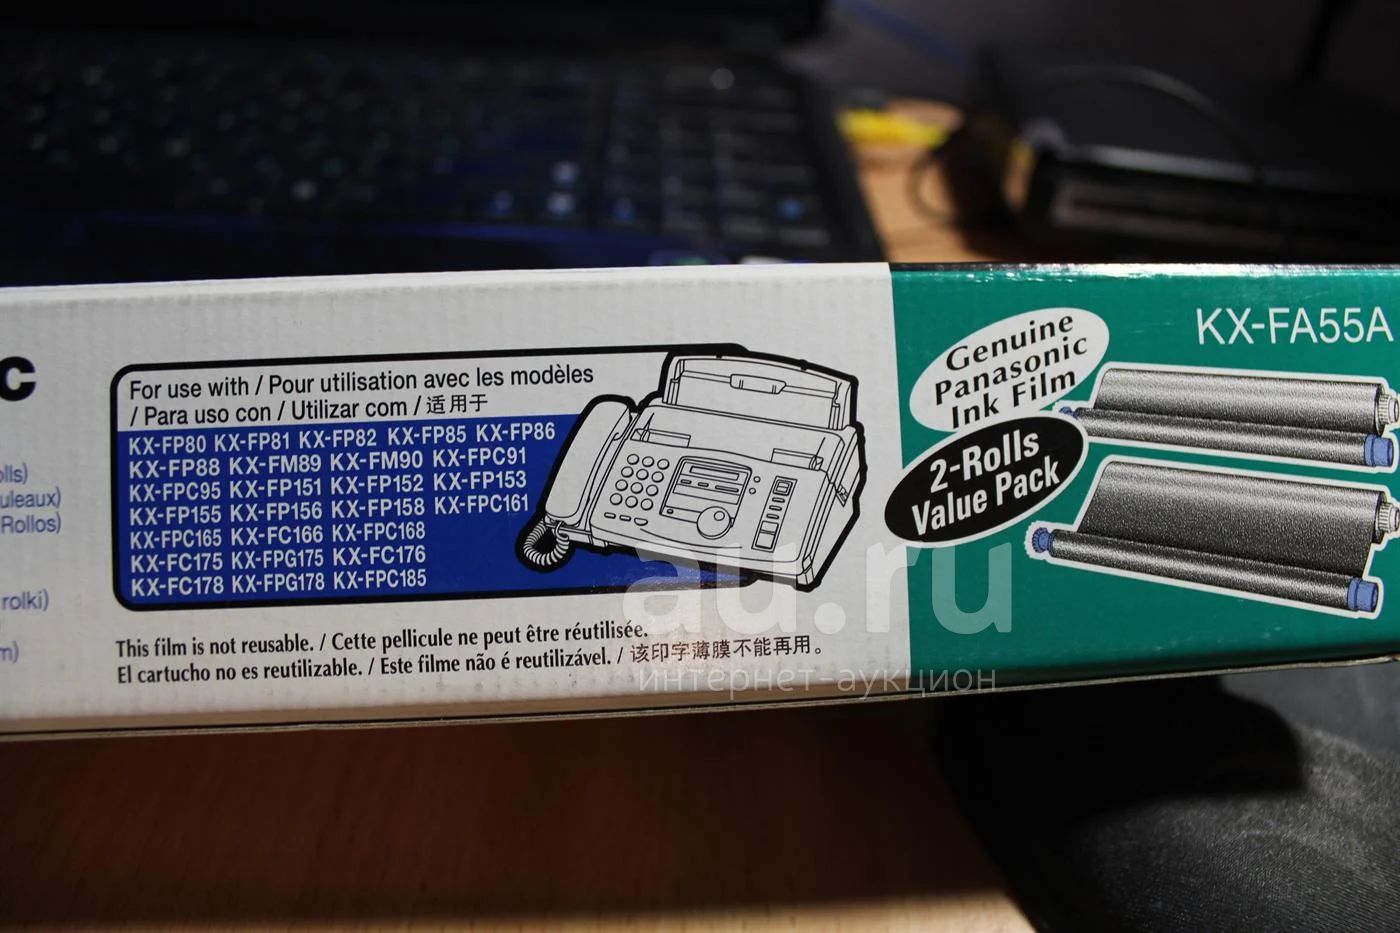 c
olls)
uleaux)
Rollos)
rolki)
m)
For use with / Pour utilisation avec les modèles
/ Para uso con / Utilizar com / 适用于
KX-FP80 KX-FP81 KX-FP82 KX-FP85 KX-FP86
KX-FP88 KX-FM89 KX-FM90 KX-FPC91
KX-FPC95 KX-FP151 KX-FP152 KX-FP153
KX-FP155 KX-FP156 KX-FP158 KX-FPC161
KX-FPC165 KX-FC166 KX-FPC168
KX-FC175 KX-FPG175 KX-FC176
KX-FC178 KX-FPG178 KX-FPC185
This film is not reusable. / Cette pellicule ne peut être réutilisée.
El cartucho no es reutilizable. / Este filme não é reutilizável. / 该印字薄膜不能再用。
Genuine
Panasonic
Ink Film
2-Rolls
Value Pack
KX-FA55A
au.ru
интернет-аукцион